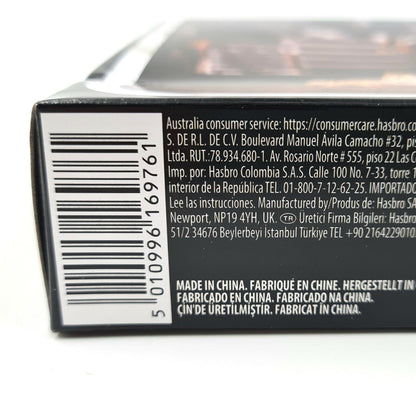 Australia consumer service: https://consumercare.hasbro.co
S. DE R.L. DE C.V. Boulevard Manuel Ávila Camacho #32, piso
Ltda. RUT.:78.934.680-1. Av. Rosario Norte # 555, piso 22 Las C
Imp. por: Hasbro Colombia S.A.S. Calle 100 No. 7-33, torre 1
interior de la República TEL. 01-800-7-12-62-25. IMPORTADO
Lee las instrucciones. Manufactured by/Produs de: Hasbro SA
Newport, NP19 4YH, UK. TR Üretici Firma Bilgileri: Hasbro
51/2 34676 Beylerbeyi İstanbul Türkiye TEL +90 2164229010
MADE IN CHINA. FABRIQUÉ EN CHINE. HERGESTELLT IN
FABRICADO EN CHINA. FABRICADO NA CHINA.
ÇİN'DE ÜRETİLMİŞTİR.
5 010996 169761